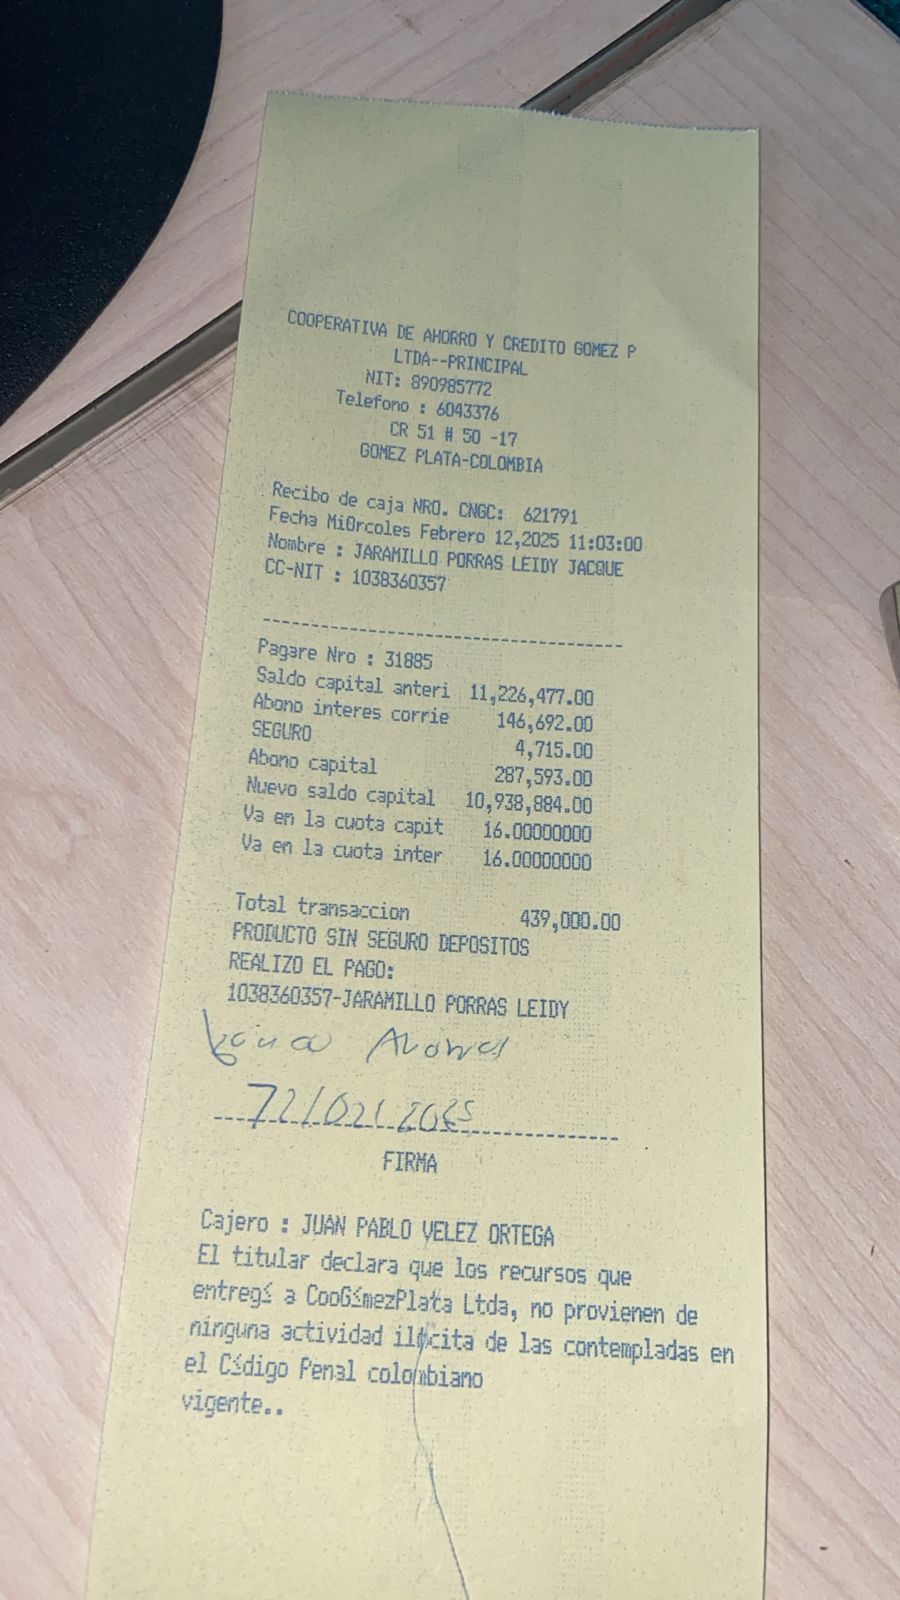 COOPERATIVA DE AHORRO Y CREDITO GOMEZ P
LTDA--PRINCIPAL
NIT: 890985772
Telefono : 6043376
CR 51 # 50 -17
GOMEZ PLATA-COLOMBIA
Recibo de caja NRO. CNGC: 621791
Fecha Mi0rcoles Febrero 12,2025 11:03:00
Nombre : JARAMILLO PORRAS LEIDY JACQUE
CC-NIT : 1038360357
Pagare Nro : 31885
Saldo capital anteri 11,226,477.00
Abono interes corrie 146,692.00
SEGURO 4,715.00
Abono capital 287,593.00
Nuevo saldo capital 10,938,884.00
Va en la cuota capit 16.00000000
Va en la cuota inter 16.00000000
Total transaccion 439,000.00
PRODUCTO SIN SEGURO DEPOSITOS
REALIZO EL PAGO:
1038360357-JARAMILLO PORRAS LEIDY
12/02/2025
FIRMA
Cajero : JUAN PABLO VELEZ ORTEGA
El titular declara que los recursos que
entregí a CooGímezPlata Ltda, no provienen de
ninguna actividad ilícita de las contempladas en
el Cídigo Penal colombiano
vigente..